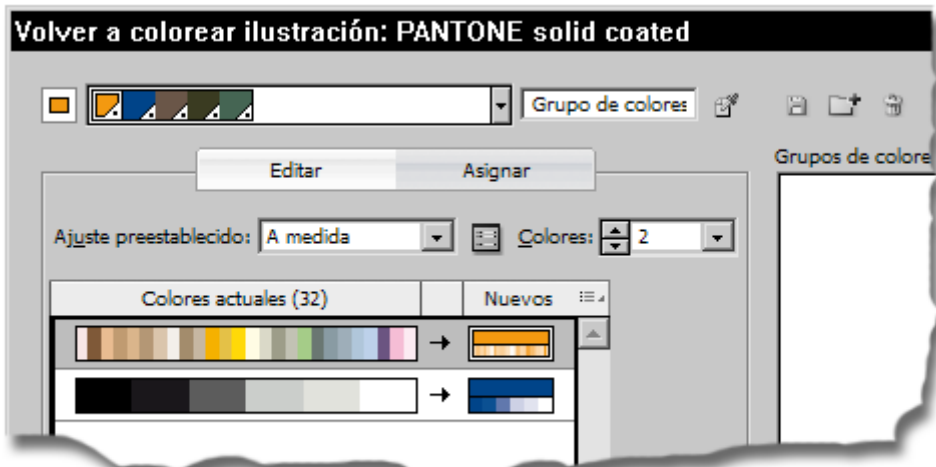 Volver a colorear ilustración: PANTONE solid coated
Grupo de colores
Editar
Asignar
Grupos de colore
Ajuste preestablecido: A medida
Colores: 2
Colores actuales (32)
Nuevos